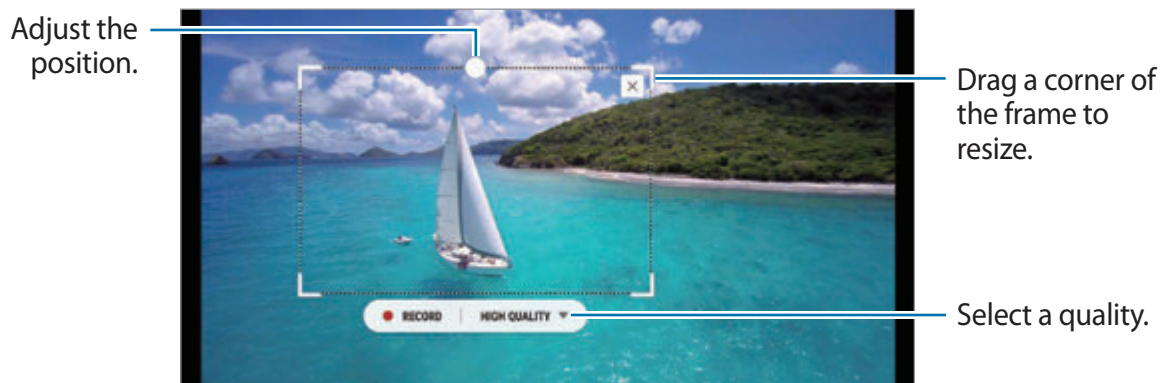 Adjust the
position.
Drag a corner of
the frame to
resize.
RECORD
HIGH QUALITY
Select a quality.